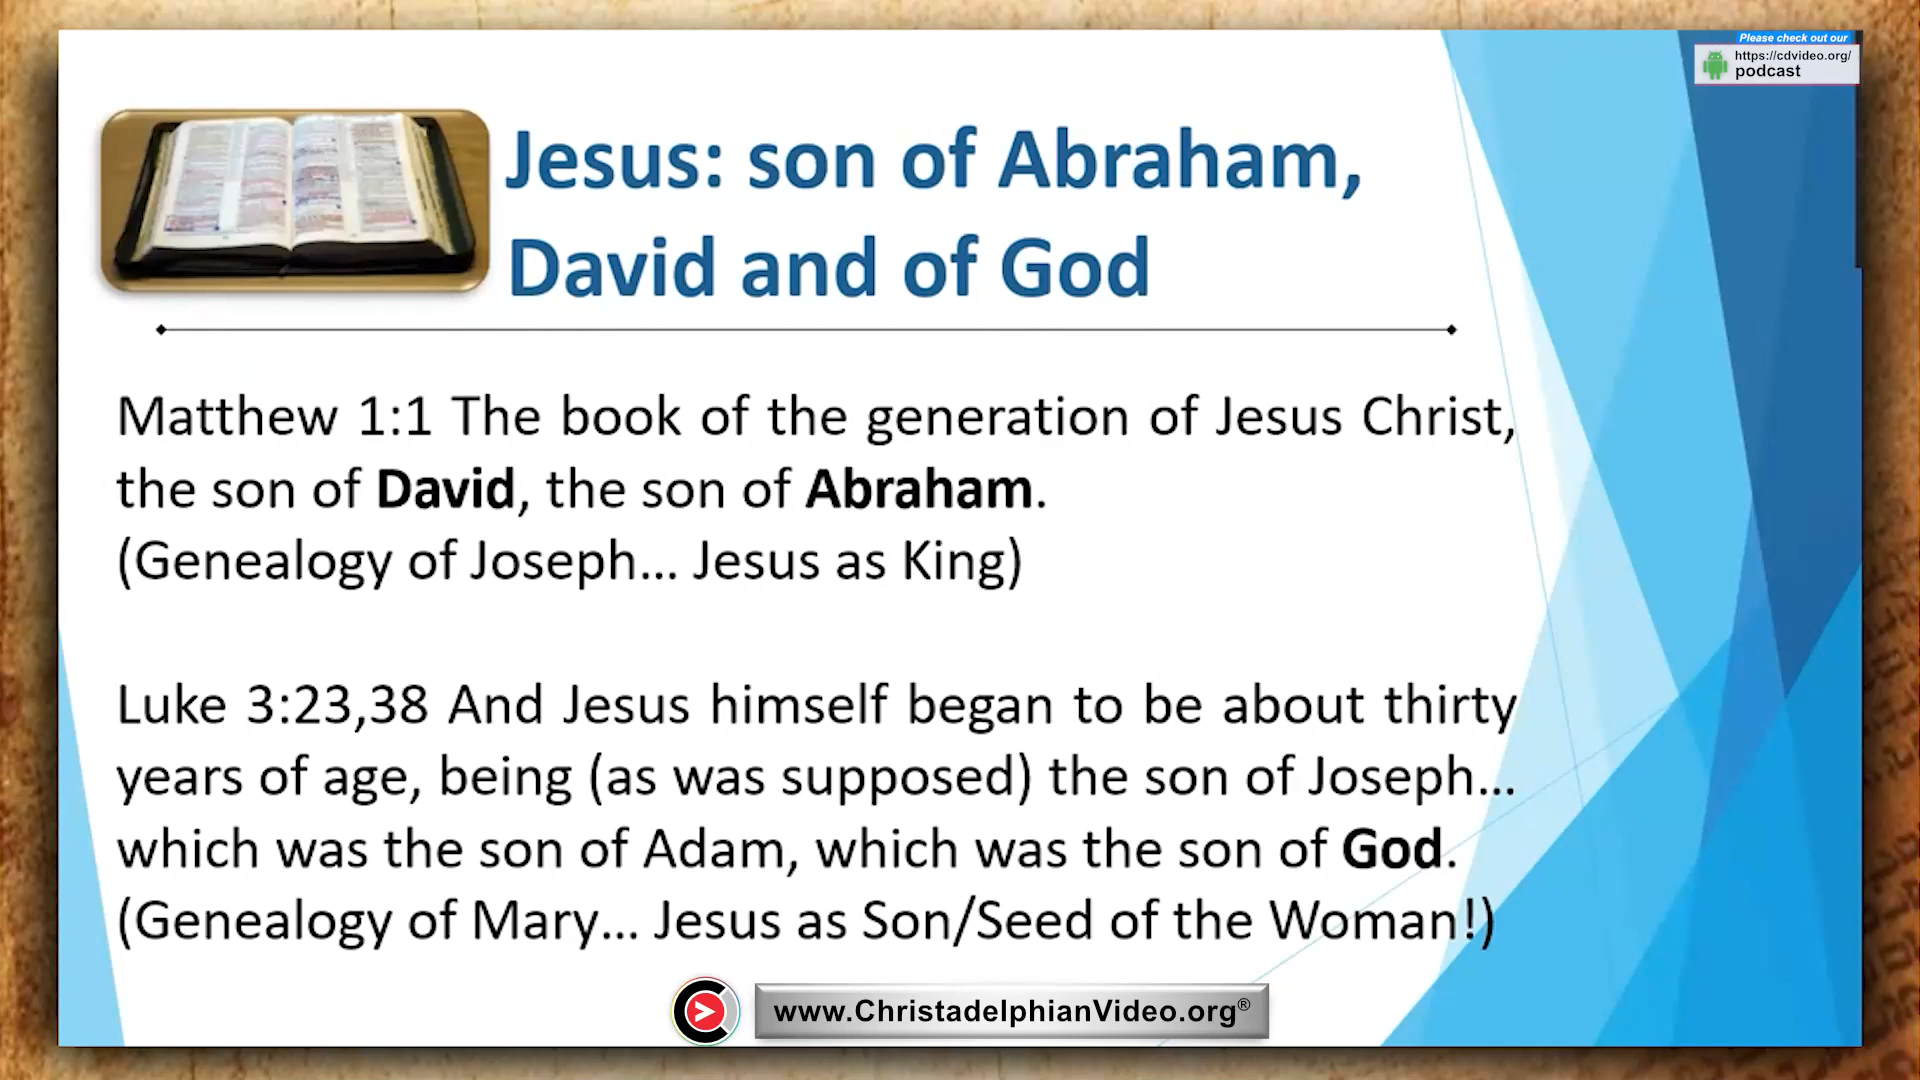 Please check out our
https://cdvideo.org/
podcast
Jesus: son of Abraham,
David and of God
Matthew 1:1 The book of the generation of Jesus Christ,
the son of David, the son of Abraham.
(Genealogy of Joseph... Jesus as King)
Luke 3:23,38 And Jesus himself began to be about thirty
years of age, being (as was supposed) the son of Joseph...
which was the son of Adam, which was the son of God.
(Genealogy of Mary... Jesus as Son/Seed of the Woman!)
www.ChristadelphianVideo.org®